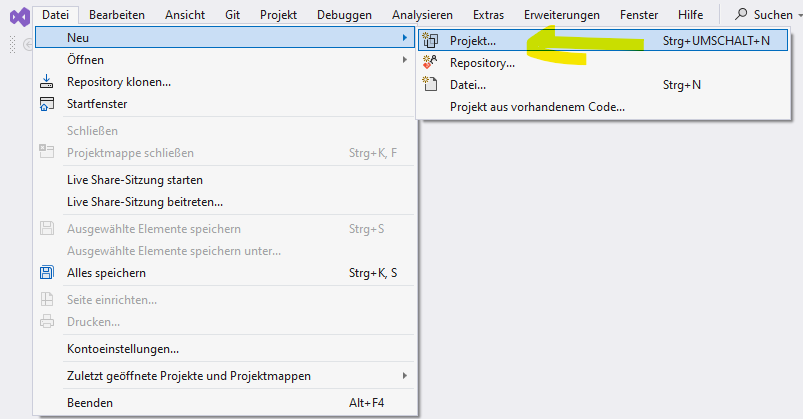 Datei Bearbeiten Ansicht Git Projekt Debuggen Analysieren Extras Erweiterungen Fenster Hilfe Suchen
Neu
Projekt... Strg+UMSCHALT+N
Öffnen
Repository...
Repository klonen...
Datei... Strg+N
Startfenster
Projekt aus vorhandenem Code...
Schließen
Projektmappe schließen Strg+K, F
Live Share-Sitzung starten
Live Share-Sitzung beitreten...
Ausgewählte Elemente speichern Strg+S
Ausgewählte Elemente speichern unter...
Alles speichern Strg+K, S
Seite einrichten...
Drucken...
Kontoeinstellungen...
Zuletzt geöffnete Projekte und Projektmappen
Beenden Alt+F4